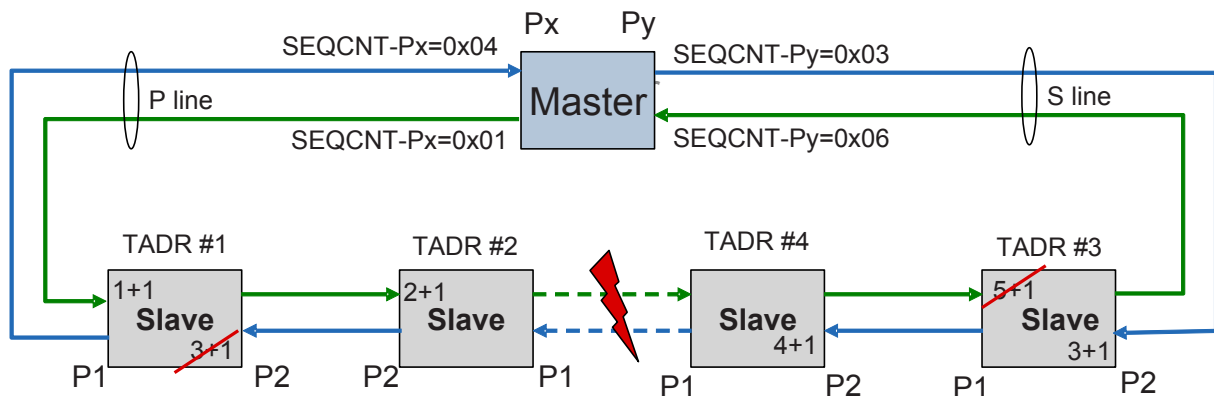 Px Py
SEQCNT-Px=0x04
SEQCNT-Py=0x03
P line
Master
S line
SEQCNT-Px=0x01
SEQCNT-Py=0x06
TADR #1
TADR #2
TADR #4
TADR #3
1+1
Slave
3+1
2+1
Slave
Slave
4+1
5+1
Slave
3+1
P1
P2
P2
P1
P1
P2
P1
P2